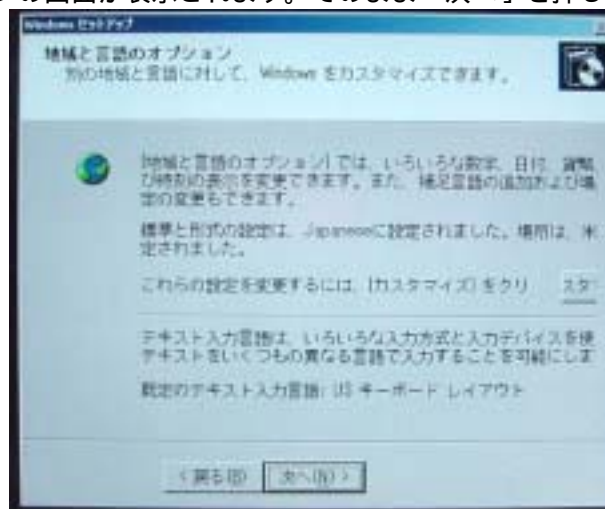 の画面が表示されます。そのまま「次へ」を押し
Windows セットアップ
地域と言語のオプション
別の地域と言語に対して、Windows をカスタマイズできます。
[地域と言語のオプション] では、いろいろな数字、日付、貨幣
び時刻の表示を変更できます。また、補足言語の追加および場
定の変更もできます。
標準と形式の設定は、Japaneseに設定されました。場所は、米
定されました。
これらの設定を変更するには、[カスタマイズ] をクリ スタ
テキスト入力言語は、いろいろな入力方式と入力デバイスを使
テキストをいくつもの異なる言語で入力することを可能にしま
既定のテキスト入力言語: US キーボード レイアウト
< 戻る(B) 次へ(N) >